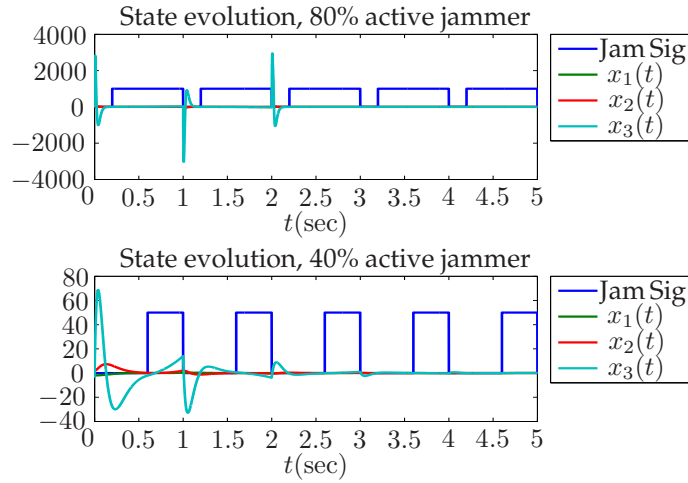 State evolution, 80% active jammer
4000
2000
0
−2000
−4000
0 0.5 1 1.5 2 2.5 3 3.5 4 4.5 5
t(sec)
Jam Sig
x₁(t)
x₂(t)
x₃(t)
State evolution, 40% active jammer
80
60
40
20
0
−20
−40
0 0.5 1 1.5 2 2.5 3 3.5 4 4.5 5
t(sec)
Jam Sig
x₁(t)
x₂(t)
x₃(t)